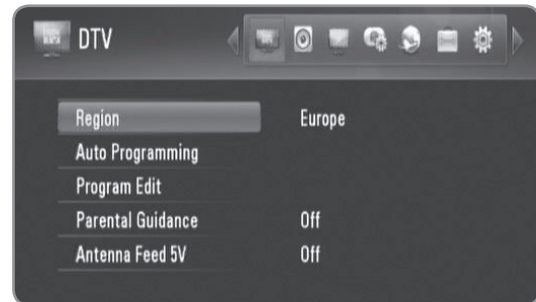 DTV
Region Europe
Auto Programming
Program Edit
Parental Guidance Off
Antenna Feed 5V Off